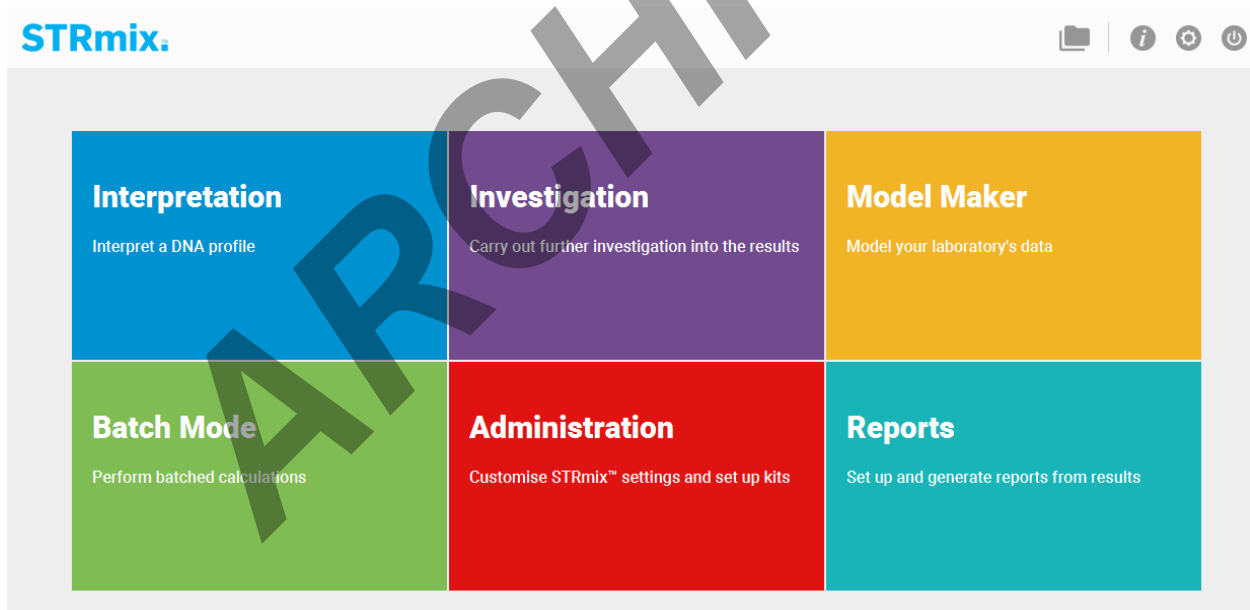 STRmix™
Interpretation
Interpret a DNA profile
Investigation
Carry out further investigation into the results
Model Maker
Model your laboratory's data
Batch Mode
Perform batched calculations
Administration
Customise STRmix™ settings and set up kits
Reports
Set up and generate reports from results
ARCHI